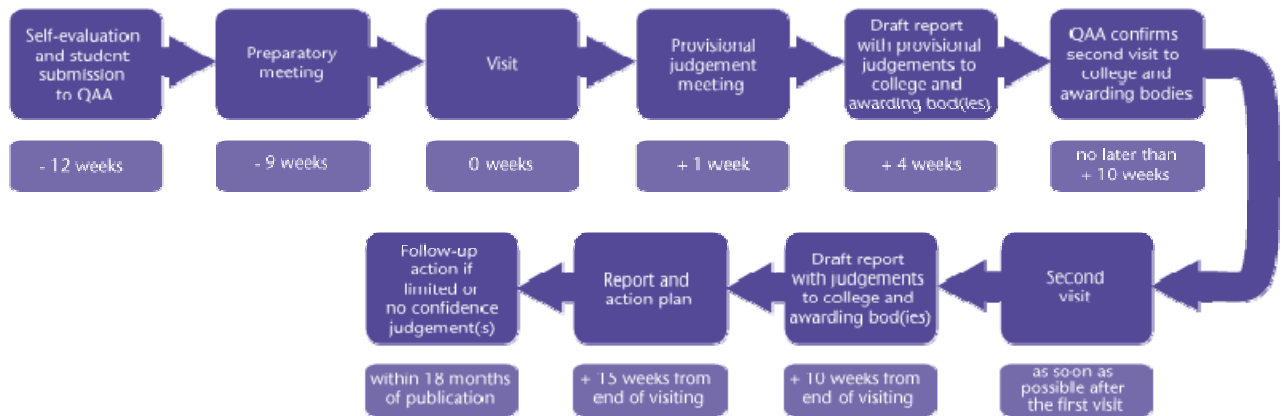 Self-evaluation
and student
submission
to QAA
Preparatory
meeting
Visit
Provisional
judgement
meeting
Draft report
with provisional
judgements to
college and
awarding bod(ies)
QAA confirms
second visit to
college and
awarding bodies
- 12 weeks
- 9 weeks
0 weeks
+ 1 week
+ 4 weeks
no later than
+ 10 weeks
Second
visit
Draft report
with judgements
to college and
awarding bod(ies)
Report and
action plan
Follow-up
action if
limited or
no confidence
judgement(s)
as soon as
possible after
the first visit
+ 10 weeks from
end of visiting
+ 15 weeks from
end of visiting
within 18 months
of publication